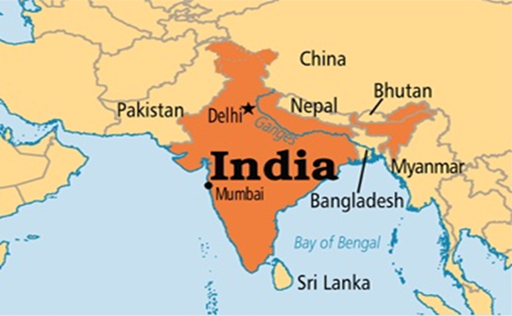 China
Bhutan
Pakistan
Delhi
Nepal
Ganges
India
Myanmar
Mumbai
Bangladesh
Bay of Bengal
Sri Lanka